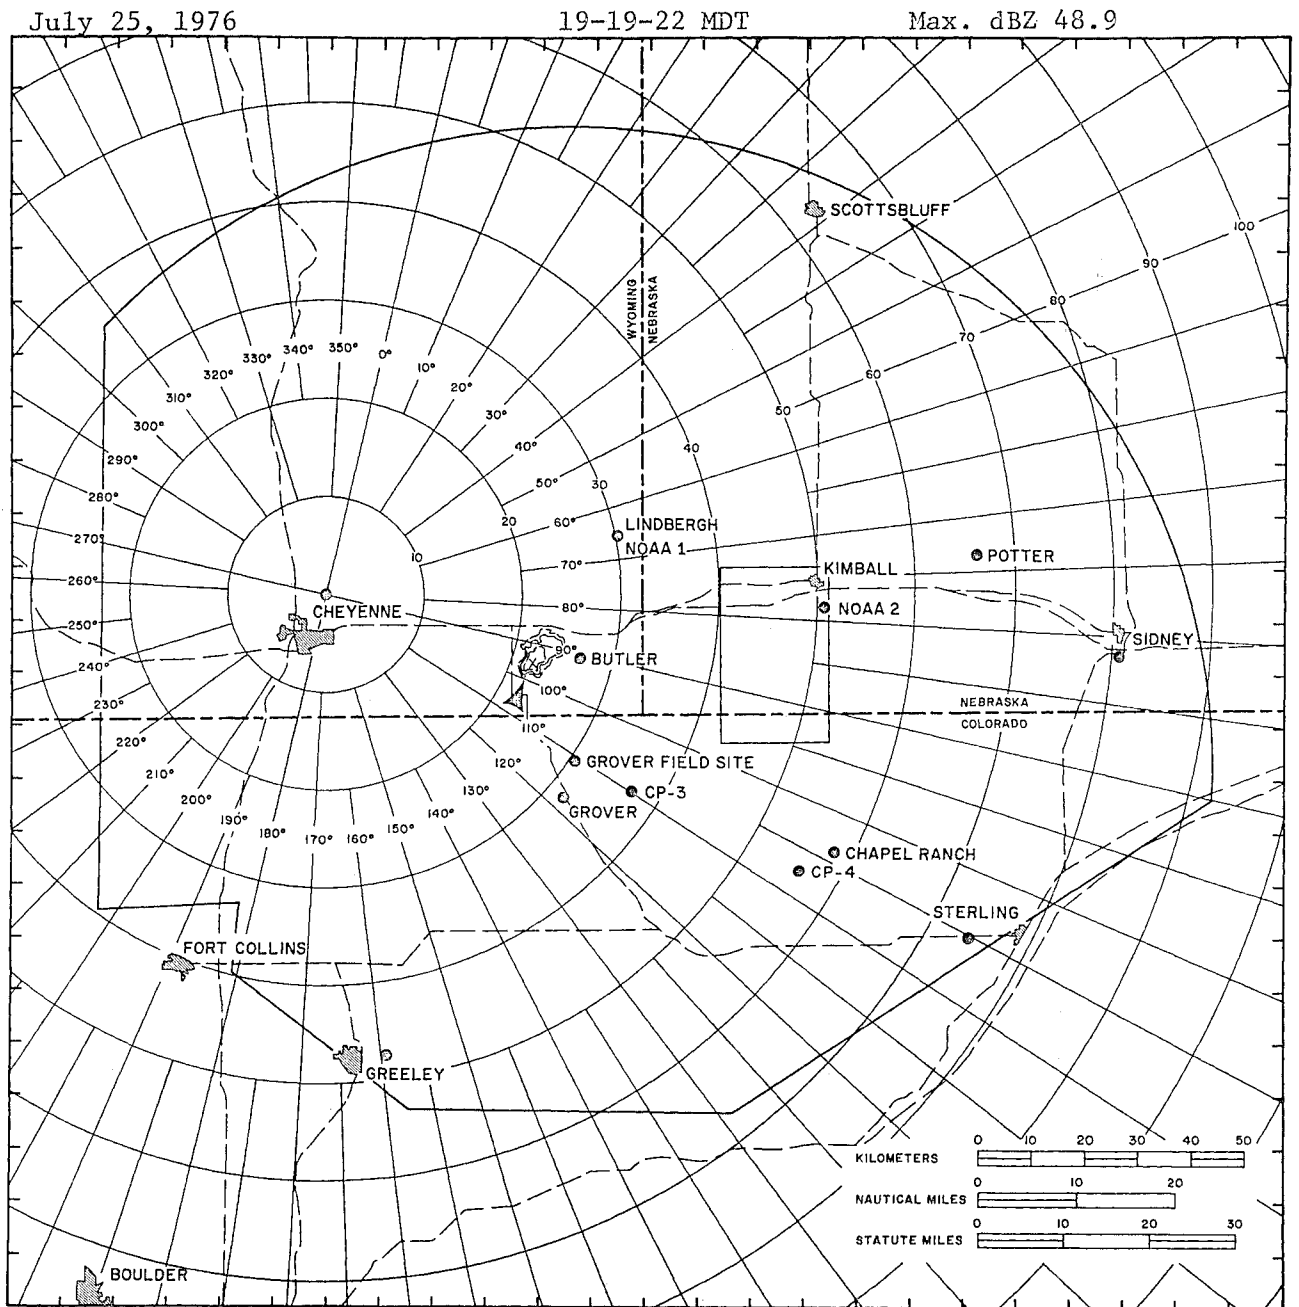 July 25, 1976 19-19-22 MDT Max. dBZ 48.9
SCOTTSBLUFF
100
90
80
70
60
50
40
WYOMING
NEBRASKA
330° 340° 350° 0° 10° 20° 30° 40° 50° 60° 70° 80° 90° 100° 110° 120° 130° 140° 150° 160° 170° 180° 190° 200° 210° 220° 230° 240° 250° 260° 270° 280° 290° 300° 310° 320°
30
20
10
LINDBERGH
NOAA 1
POTTER
KIMBALL
NOAA 2
CHEYENNE
SIDNEY
BUTLER
NEBRASKA
COLORADO
GROVER FIELD SITE
CP-3
GROVER
CHAPEL RANCH
CP-4
STERLING
FORT COLLINS
GREELEY
BOULDER
0 10 20 30 40 50
KILOMETERS
0 10 20
NAUTICAL MILES
0 10 20 30
STATUTE MILES